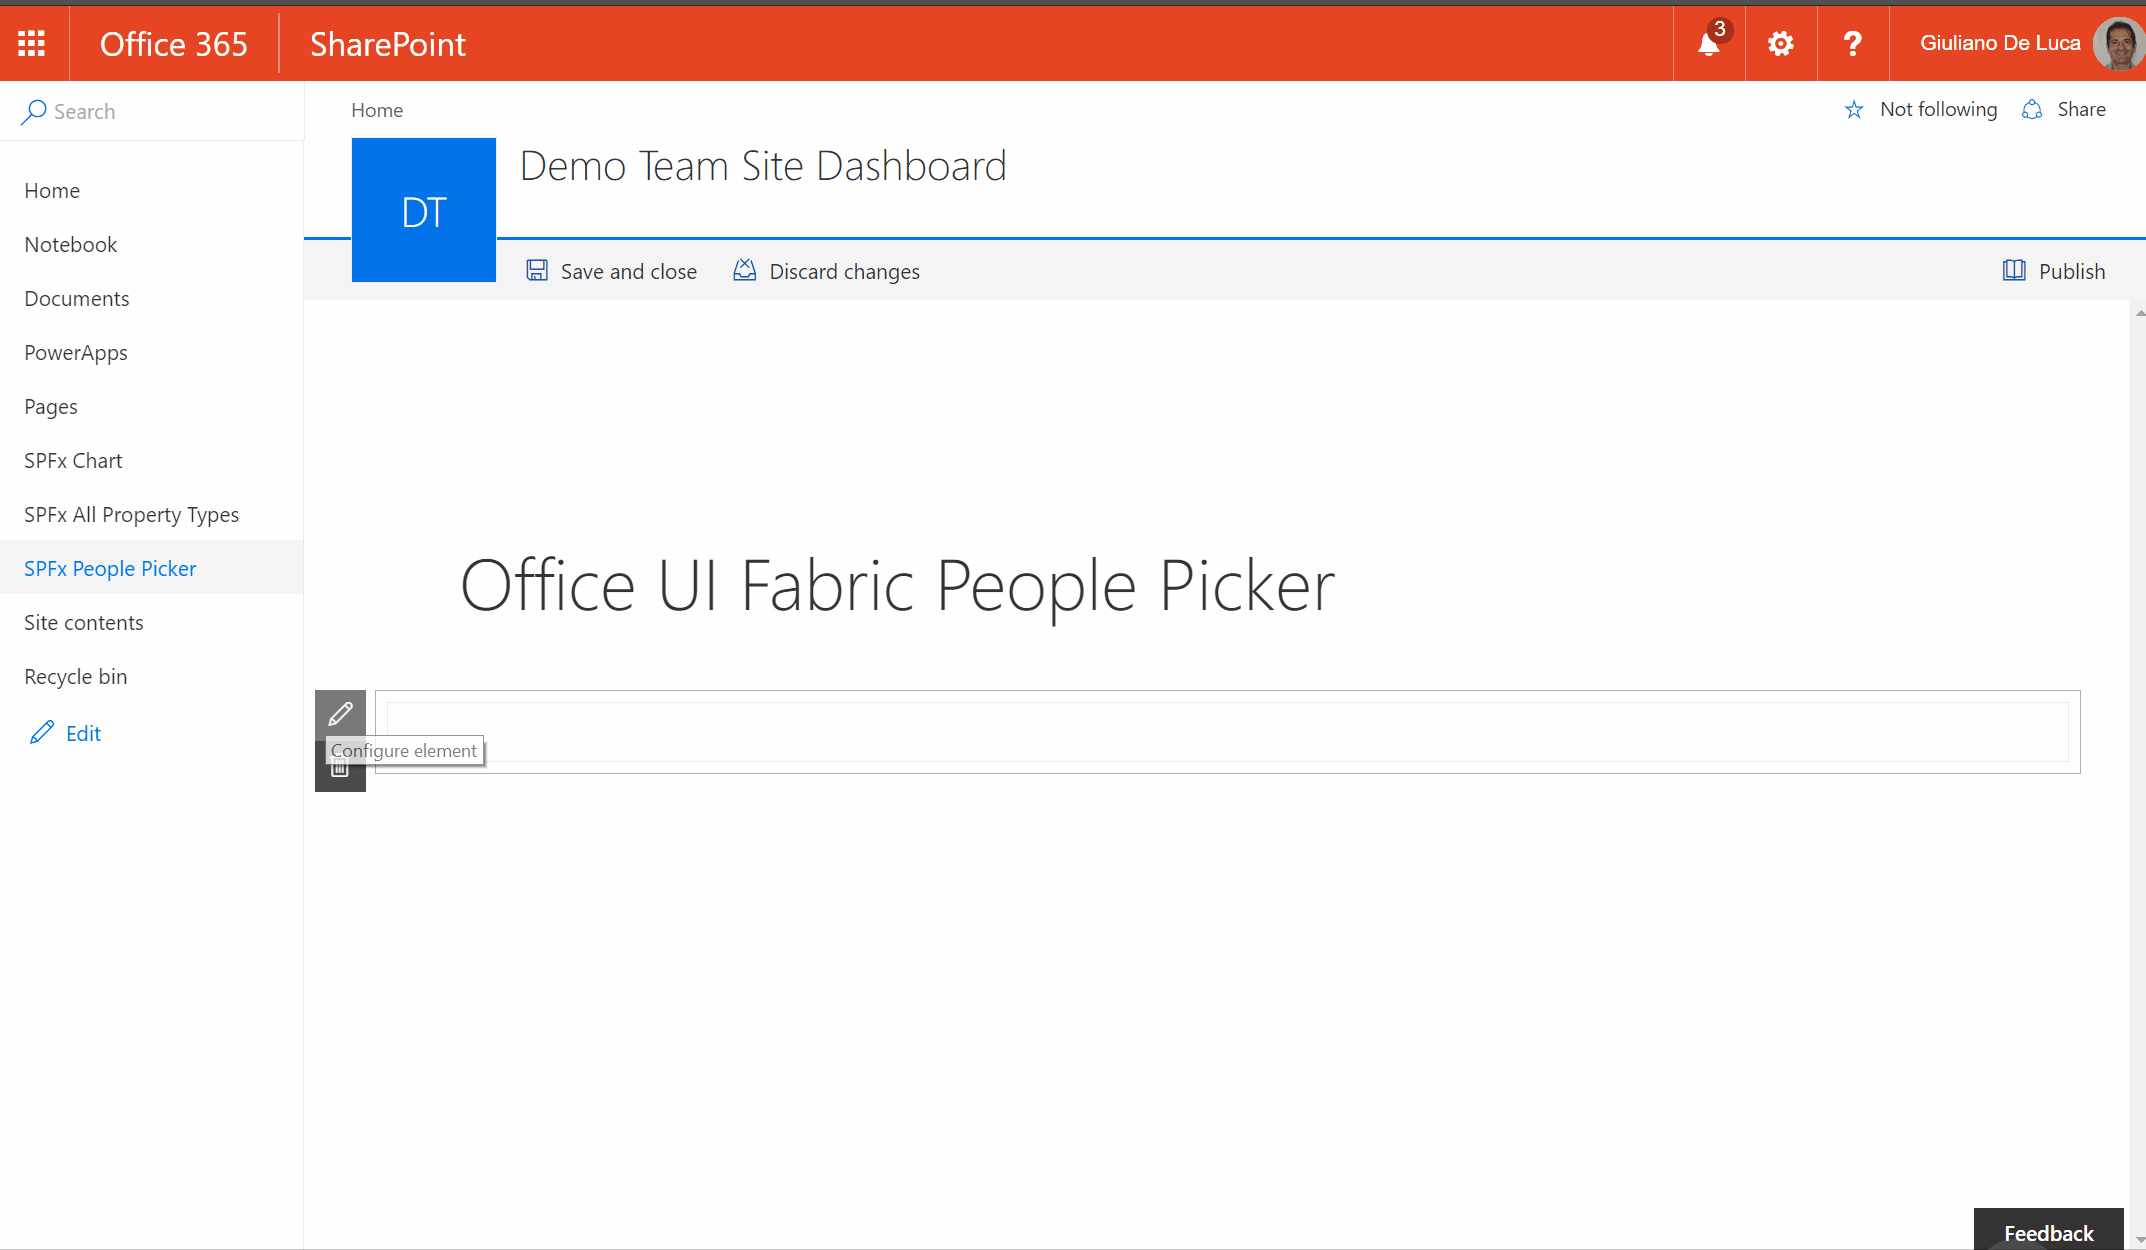 Office 365
SharePoint
3
?
Giuliano De Luca
Search
Home
Not following
Share
DT
Demo Team Site Dashboard
Save and close
Discard changes
Publish
Home
Notebook
Documents
PowerApps
Pages
SPFx Chart
SPFx All Property Types
SPFx People Picker
Site contents
Recycle bin
Edit
Office UI Fabric People Picker
Configure element
Feedback